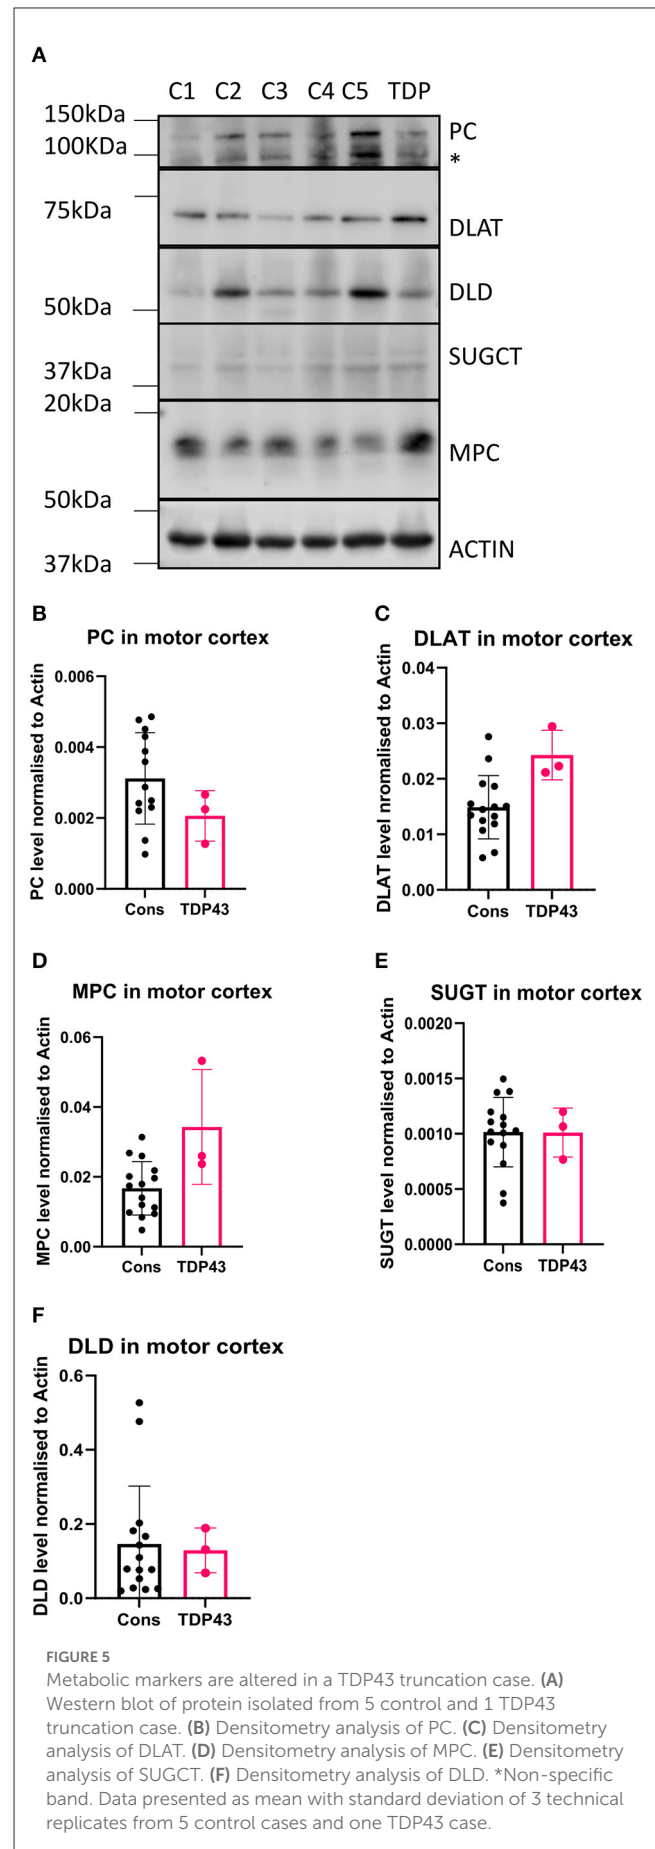 A
C1 C2 C3 C4 C5 TDP
150kDa
PC
100KDa
*
75kDa
DLAT
DLD
50kDa
SUGCT
37kDa
20kDa
MPC
50kDa
ACTIN
37kDa
B
PC in motor cortex
PC level normalised to Actin
0.006
0.004
0.002
0.000
Cons TDP43
C
DLAT in motor cortex
DLAT level nromalised to Actin
0.04
0.03
0.02
0.01
0.00
Cons TDP43
D
MPC in motor cortex
MPC level normalised to Actin
0.06
0.04
0.02
0.00
Cons TDP43
E
SUGT in motor cortex
SUGT level normalised to Actin
0.0020
0.0015
0.0010
0.0005
0.0000
Cons TDP43
F
DLD in motor cortex
DLD level normalised to Actin
0.6
0.4
0.2
0.0
Cons TDP43
FIGURE 5
Metabolic markers are altered in a TDP43 truncation case. (A)
Western blot of protein isolated from 5 control and 1 TDP43
truncation case. (B) Densitometry analysis of PC. (C) Densitometry
analysis of DLAT. (D) Densitometry analysis of MPC. (E) Densitometry
analysis of SUGCT. (F) Densitometry analysis of DLD. *Non-specific
band. Data presented as mean with standard deviation of 3 technical
replicates from 5 control cases and one TDP43 case.